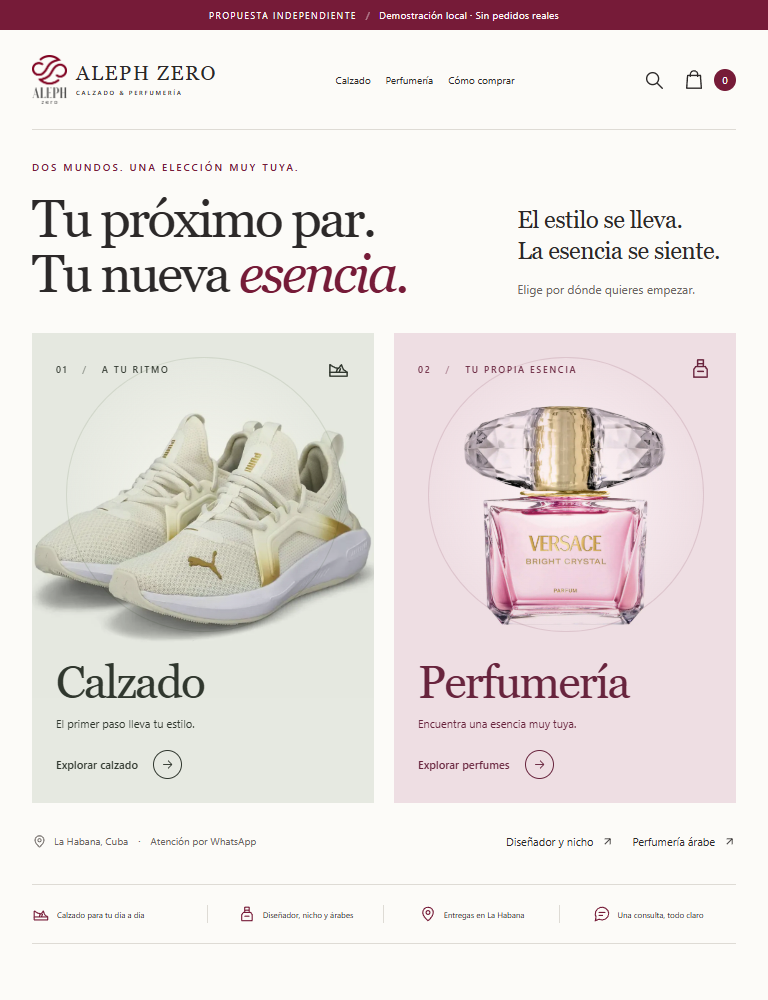 PROPUESTA INDEPENDIENTE / Demostración local · Sin pedidos reales
ALEPH
zero
ALEPH ZERO
CALZADO & PERFUMERÍA
Calzado Perfumería Cómo comprar
0
DOS MUNDOS. UNA ELECCIÓN MUY TUYA.
Tu próximo par.
Tu nueva esencia.
El estilo se lleva.
La esencia se siente.
Elige por dónde quieres empezar.
01 / A TU RITMO
PUMA
PUMA
Calzado
El primer paso lleva tu estilo.
Explorar calzado
02 / TU PROPIA ESENCIA
VERSACE
BRIGHT CRYSTAL
PARFUM
Perfumería
Encuentra una esencia muy tuya.
Explorar perfumes
La Habana, Cuba · Atención por WhatsApp
Diseñador y nicho Perfumería árabe
Calzado para tu día a día
Diseñador, nicho y árabes
Entregas en La Habana
Una consulta, todo claro